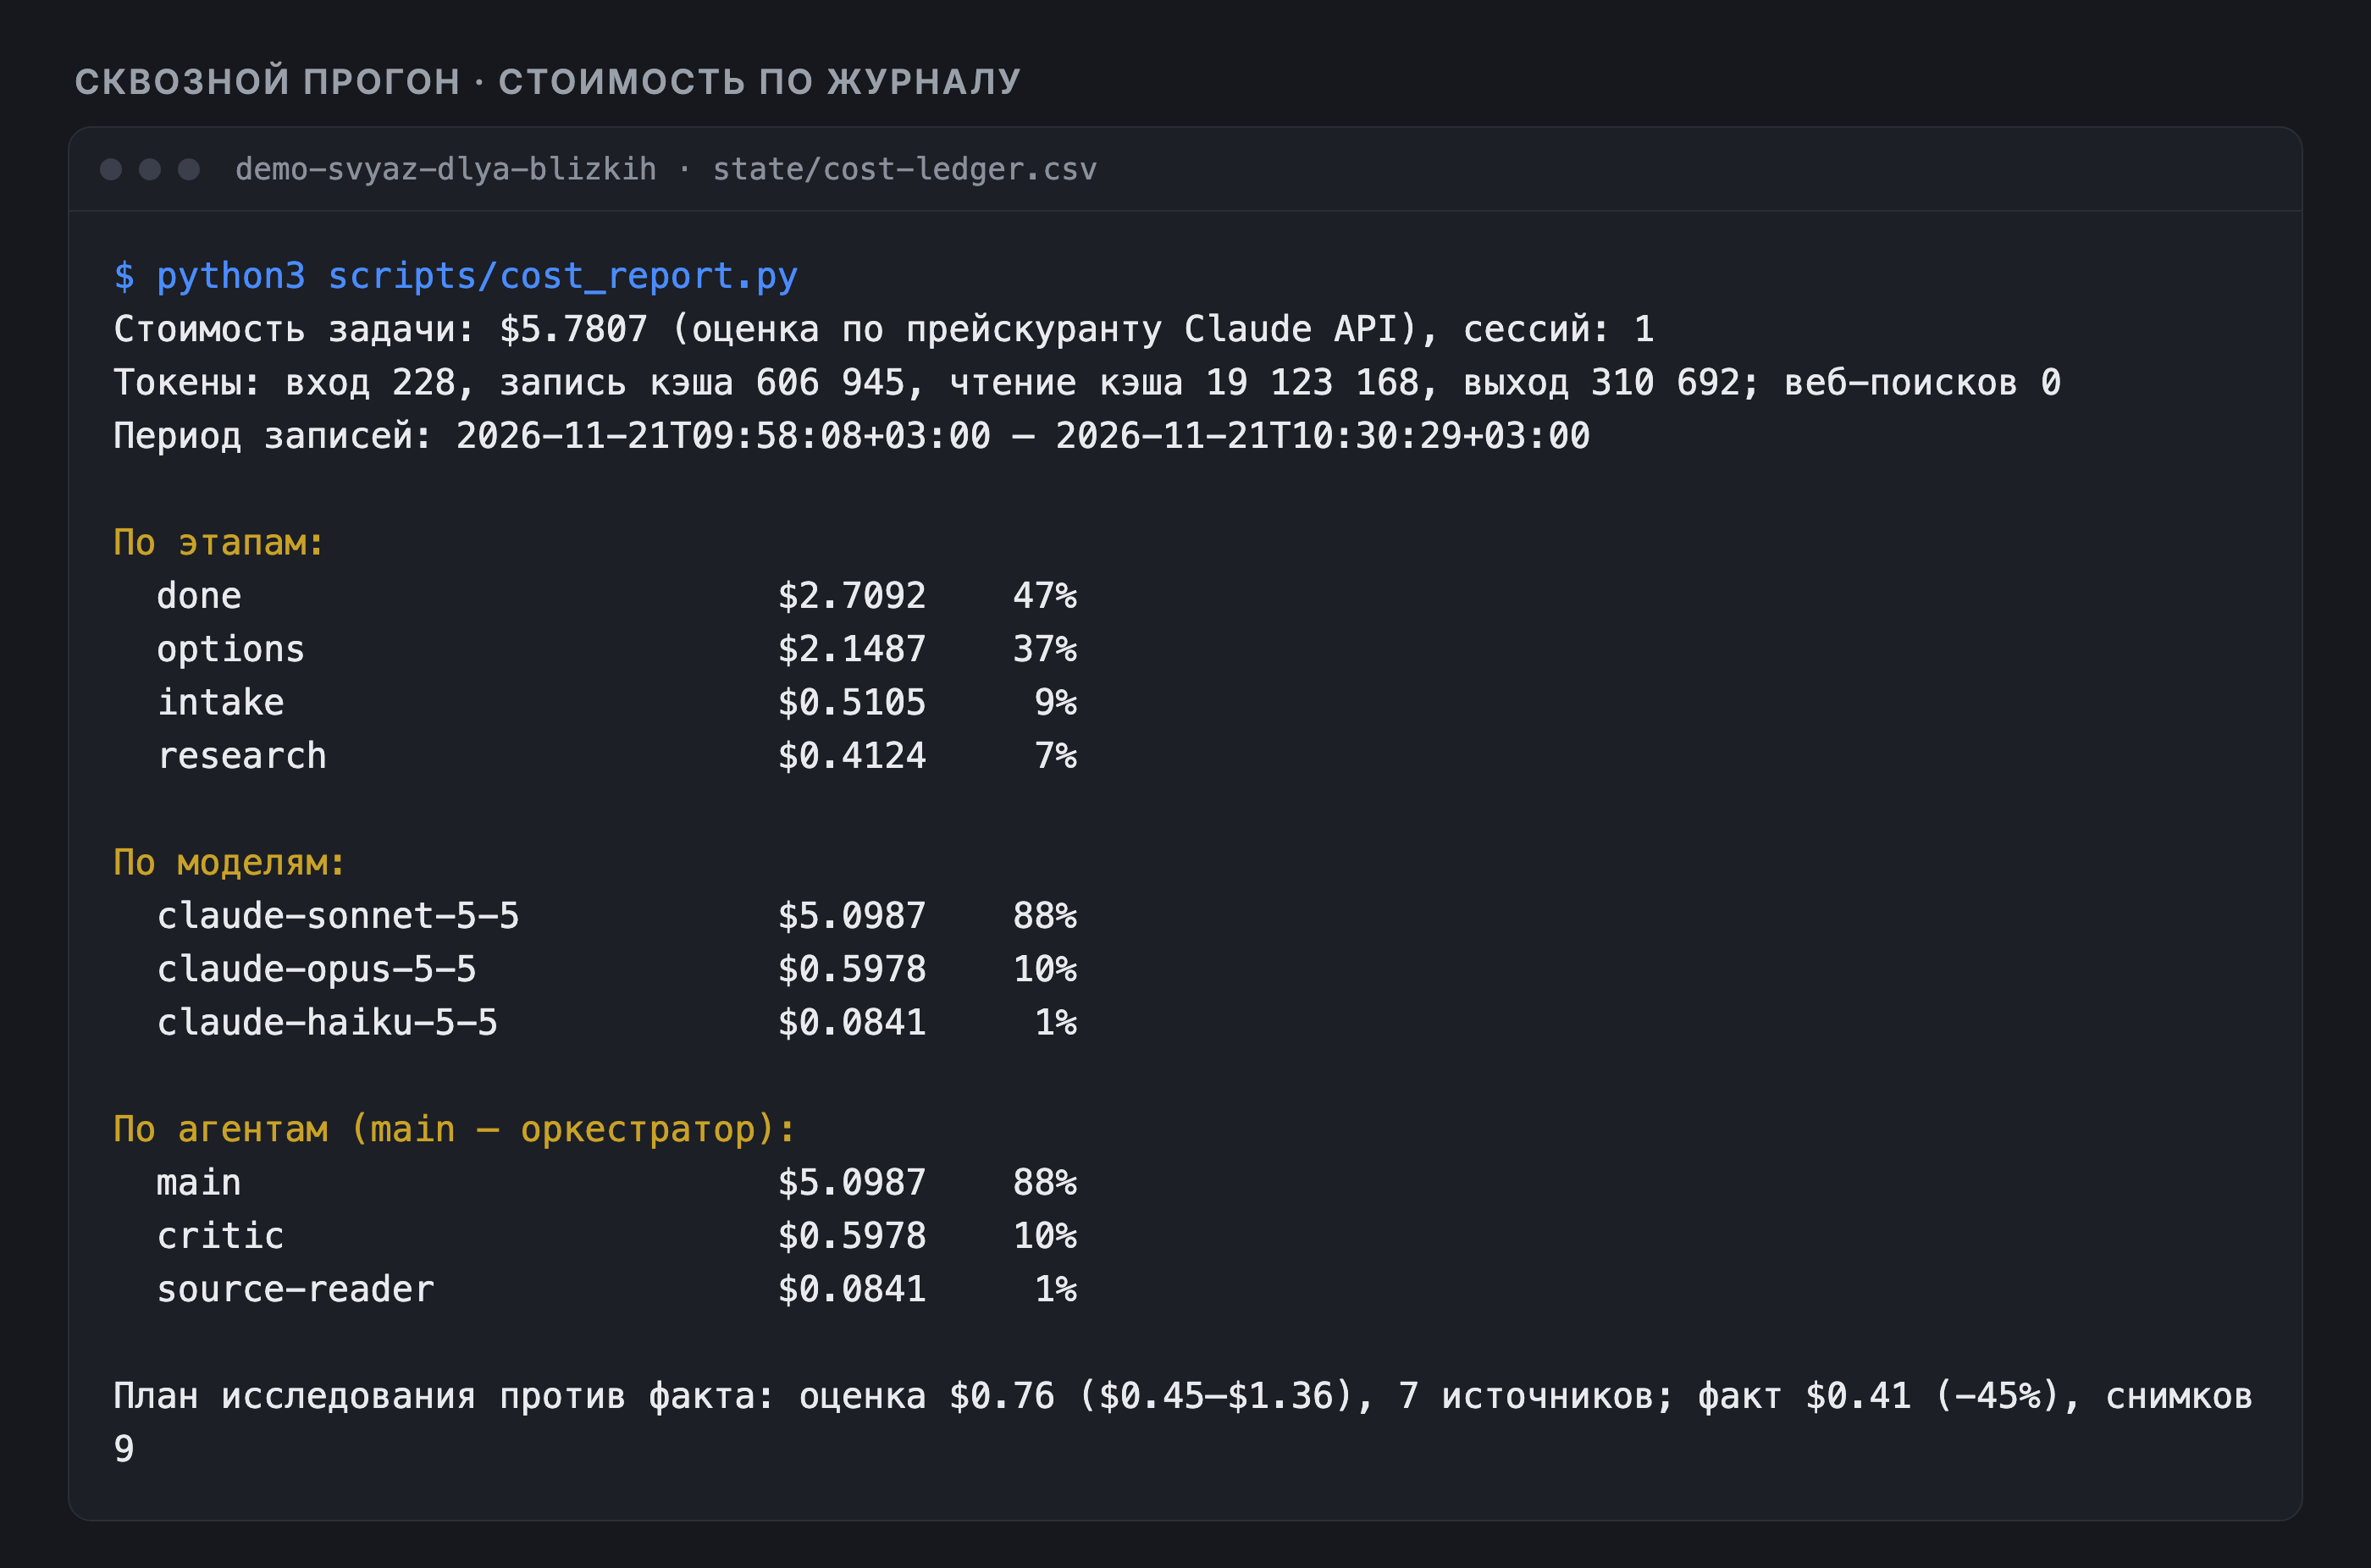 СКВОЗНОЙ ПРОГОН · СТОИМОСТЬ ПО ЖУРНАЛУ
demo-svyaz-dlya-blizkih · state/cost-ledger.csv
$ python3 scripts/cost_report.py
Стоимость задачи: $5.7807 (оценка по прейскуранту Claude API), сессий: 1
Токены: вход 228, запись кэша 606 945, чтение кэша 19 123 168, выход 310 692; веб-поисков 0
Период записей: 2026-11-21T09:58:08+03:00 — 2026-11-21T10:30:29+03:00
По этапам:
done $2.7092 47%
options $2.1487 37%
intake $0.5105 9%
research $0.4124 7%
По моделям:
claude-sonnet-5-5 $5.0987 88%
claude-opus-5-5 $0.5978 10%
claude-haiku-5-5 $0.0841 1%
По агентам (main — оркестратор):
main $5.0987 88%
critic $0.5978 10%
source-reader $0.0841 1%
План исследования против факта: оценка $0.76 ($0.45–$1.36), 7 источников; факт $0.41 (-45%), снимков
9